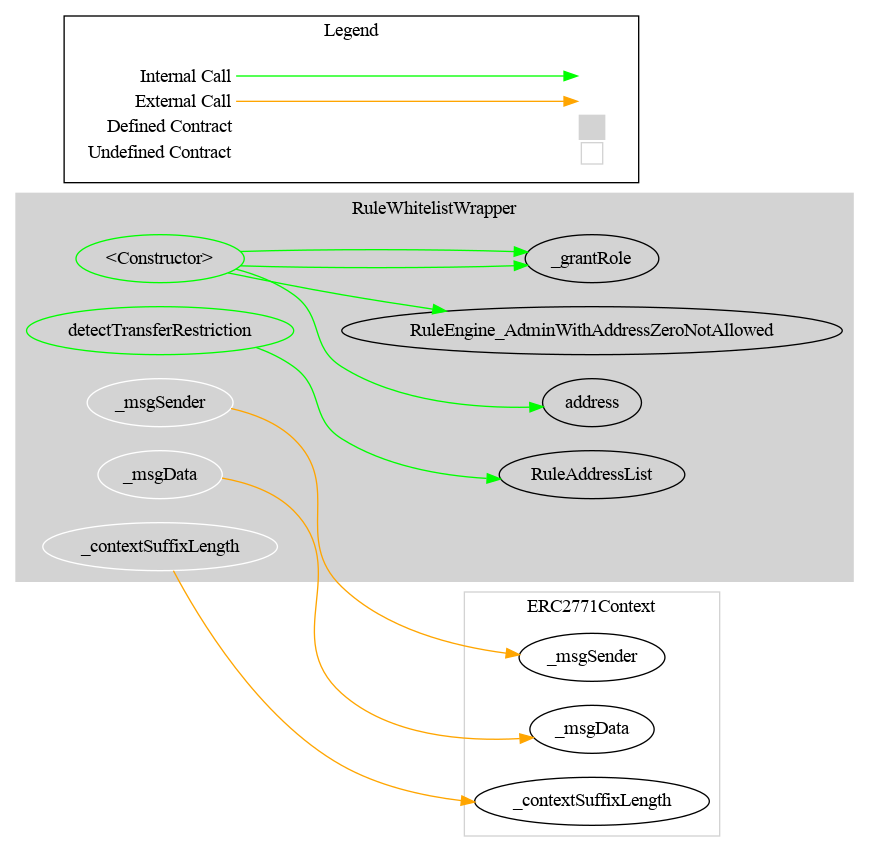 Legend
Internal Call
External Call
Defined Contract
Undefined Contract
RuleWhitelistWrapper
<Constructor>
_grantRole
detectTransferRestriction
RuleEngine_AdminWithAddressZeroNotAllowed
_msgSender
address
_msgData
RuleAddressList
_contextSuffixLength
ERC2771Context
_msgSender
_msgData
_contextSuffixLength